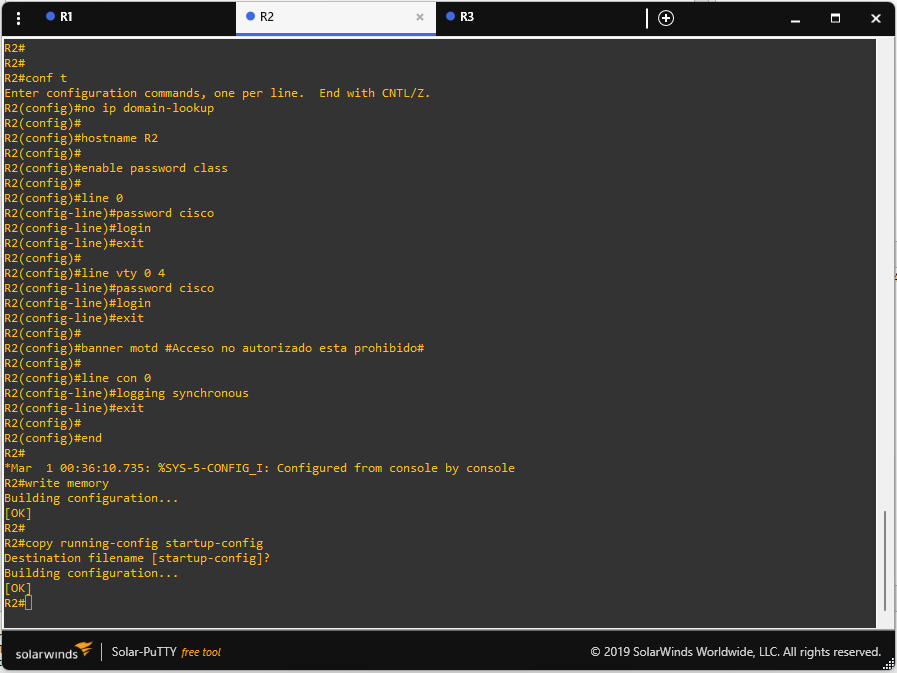 R1
R2
R3
R2#
R2#
R2#conf t
Enter configuration commands, one per line.  End with CNTL/Z.
R2(config)#no ip domain-lookup
R2(config)#
R2(config)#hostname R2
R2(config)#
R2(config)#enable password class
R2(config)#
R2(config)#line 0
R2(config-line)#password cisco
R2(config-line)#login
R2(config-line)#exit
R2(config)#
R2(config)#line vty 0 4
R2(config-line)#password cisco
R2(config-line)#login
R2(config-line)#exit
R2(config)#
R2(config)#banner motd #Acceso no autorizado esta prohibido#
R2(config)#
R2(config)#line con 0
R2(config-line)#logging synchronous
R2(config-line)#exit
R2(config)#
R2(config)#end
R2#
*Mar  1 00:36:10.735: %SYS-5-CONFIG_I: Configured from console by console
R2#write memory
Building configuration...
[OK]
R2#
R2#copy running-config startup-config
Destination filename [startup-config]?
Building configuration...
[OK]
R2#
solarwinds
Solar-PuTTY free tool
© 2019 SolarWinds Worldwide, LLC. All rights reserved.